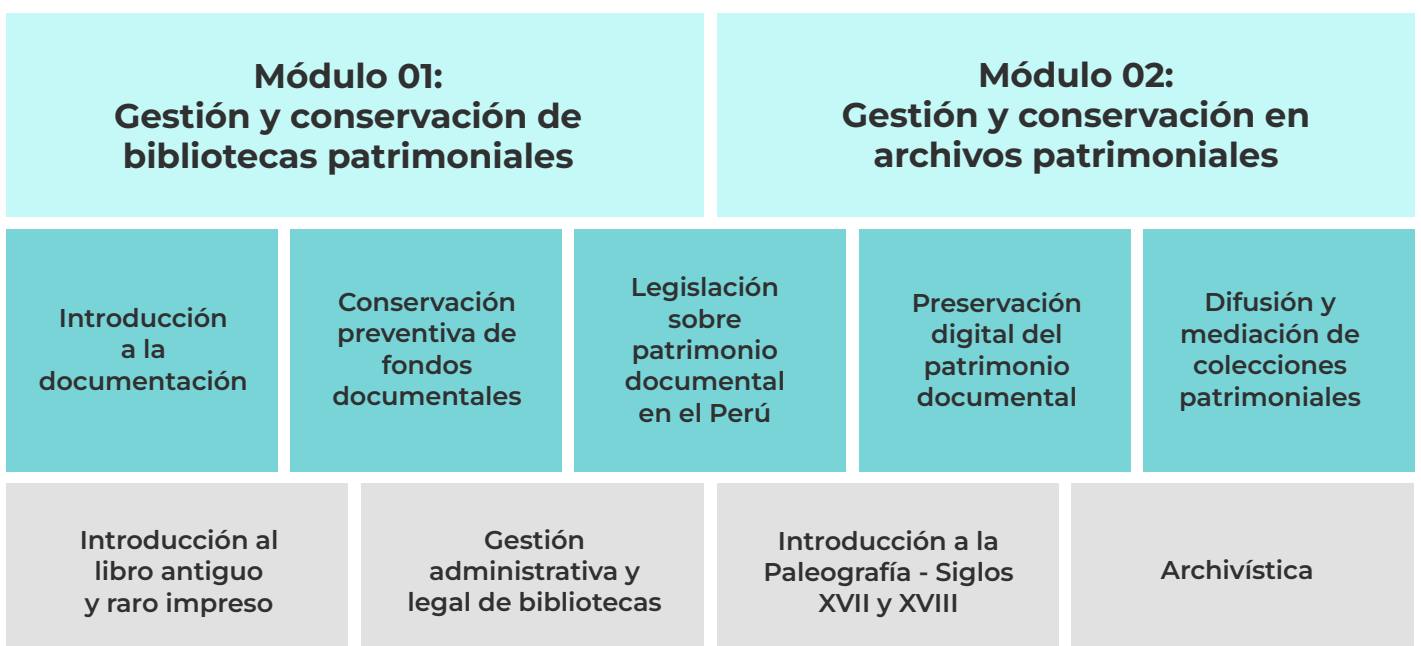 Módulo 01:
Gestión y conservación de
bibliotecas patrimoniales
Módulo 02:
Gestión y conservación en
archivos patrimoniales
Introducción
a la
documentación
Conservación
preventiva de
fondos
documentales
Legislación
sobre
patrimonio
documental
en el Perú
Preservación
digital del
patrimonio
documental
Difusión y
mediación de
colecciones
patrimoniales
Introducción al
libro antiguo
y raro impreso
Gestión
administrativa y
legal de bibliotecas
Introducción a la
Paleografía - Siglos
XVII y XVIII
Archivística